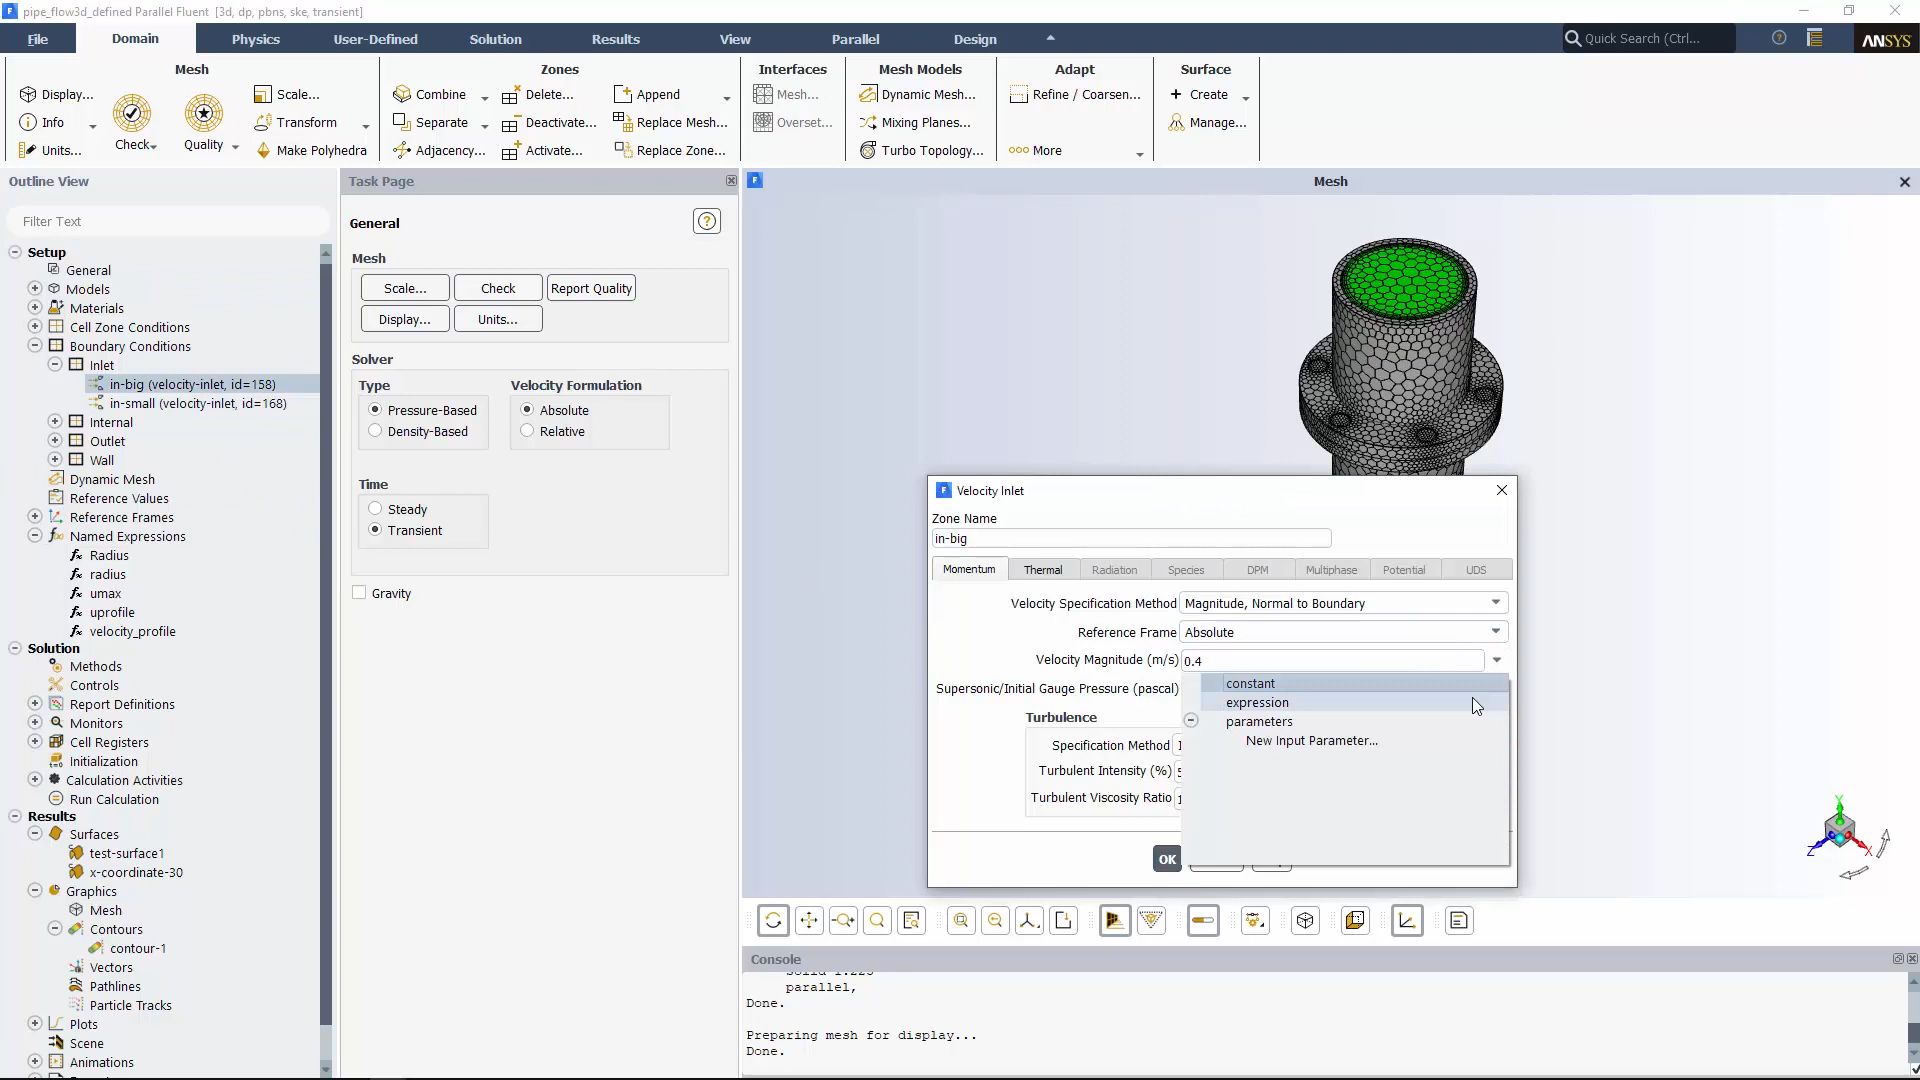 pipe_flow3d_defined Parallel Fluent [3d, dp, pbns, ske, transient]
File
Domain
Physics
User-Defined
Solution
Results
View
Parallel
Design
Quick Search (Ctrl...
ANSYS
Mesh
Display...
Info
Units...
Check
Quality
Scale...
Transform
Make Polyhedra
Zones
Combine
Separate
Adjacency...
Delete...
Deactivate...
Activate...
Append
Replace Mesh...
Replace Zone...
Interfaces
Mesh...
Overset...
Mesh Models
Dynamic Mesh...
Mixing Planes...
Turbo Topology...
Adapt
Refine / Coarsen...
More
Surface
Create
Manage...
Outline View
Filter Text
Setup
General
Models
Materials
Cell Zone Conditions
Boundary Conditions
Inlet
in-big (velocity-inlet, id=158)
in-small (velocity-inlet, id=168)
Internal
Outlet
Wall
Dynamic Mesh
Reference Values
Reference Frames
Named Expressions
Radius
radius
umax
uprofile
velocity_profile
Solution
Methods
Controls
Report Definitions
Monitors
Cell Registers
Initialization
Calculation Activities
Run Calculation
Results
Surfaces
test-surface1
x-coordinate-30
Graphics
Mesh
Contours
contour-1
Vectors
Pathlines
Particle Tracks
Plots
Scene
Animations
Task Page
General
Mesh
Scale...
Check
Report Quality
Display...
Units...
Solver
Type
Pressure-Based
Density-Based
Velocity Formulation
Absolute
Relative
Time
Steady
Transient
Gravity
Mesh
Velocity Inlet
Zone Name
in-big
Momentum
Thermal
Radiation
Species
DPM
Multiphase
Potential
UDS
Velocity Specification Method Magnitude, Normal to Boundary
Reference Frame Absolute
Velocity Magnitude (m/s) 0.4
Supersonic/Initial Gauge Pressure (pascal)
constant
expression
parameters
New Input Parameter...
Turbulence
Specification Method
Turbulent Intensity (%)
Turbulent Viscosity Ratio
OK
Y
Z
X
Console
parallel,
Done.
Preparing mesh for display...
Done.